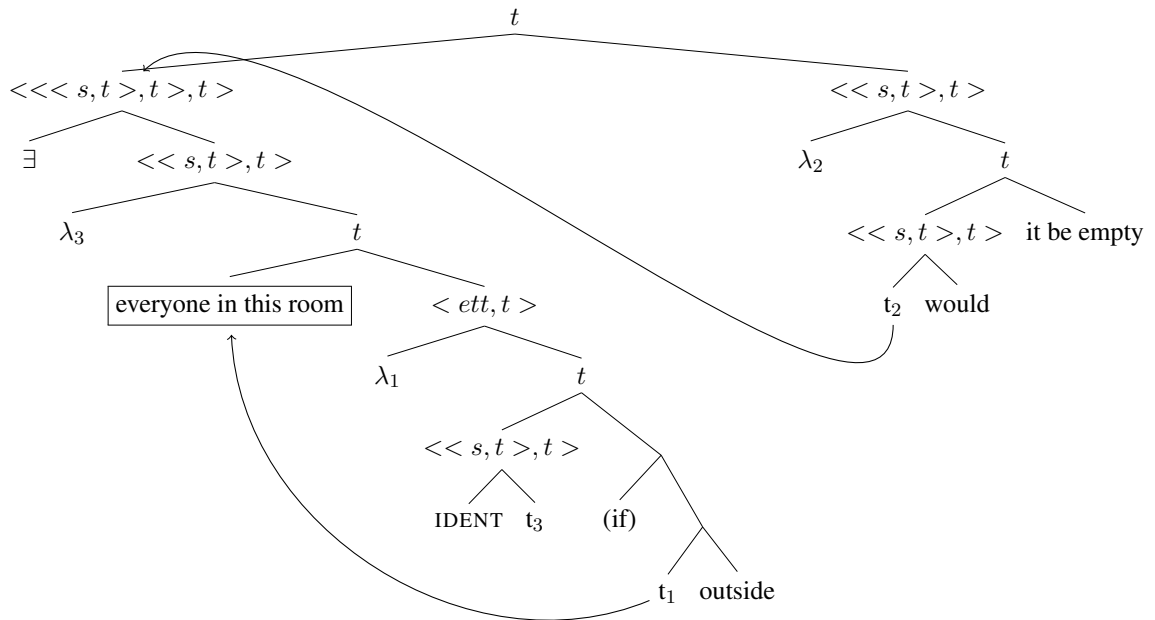 t
<<< s, t >, t >, t >
<< s, t >, t >
∃
<< s, t >, t >
λ₂
t
λ₃
t
<< s, t >, t >
it be empty
everyone in this room
< ett, t >
t₂
would
λ₁
t
<< s, t >, t >
IDENT
t₃
(if)
t₁
outside